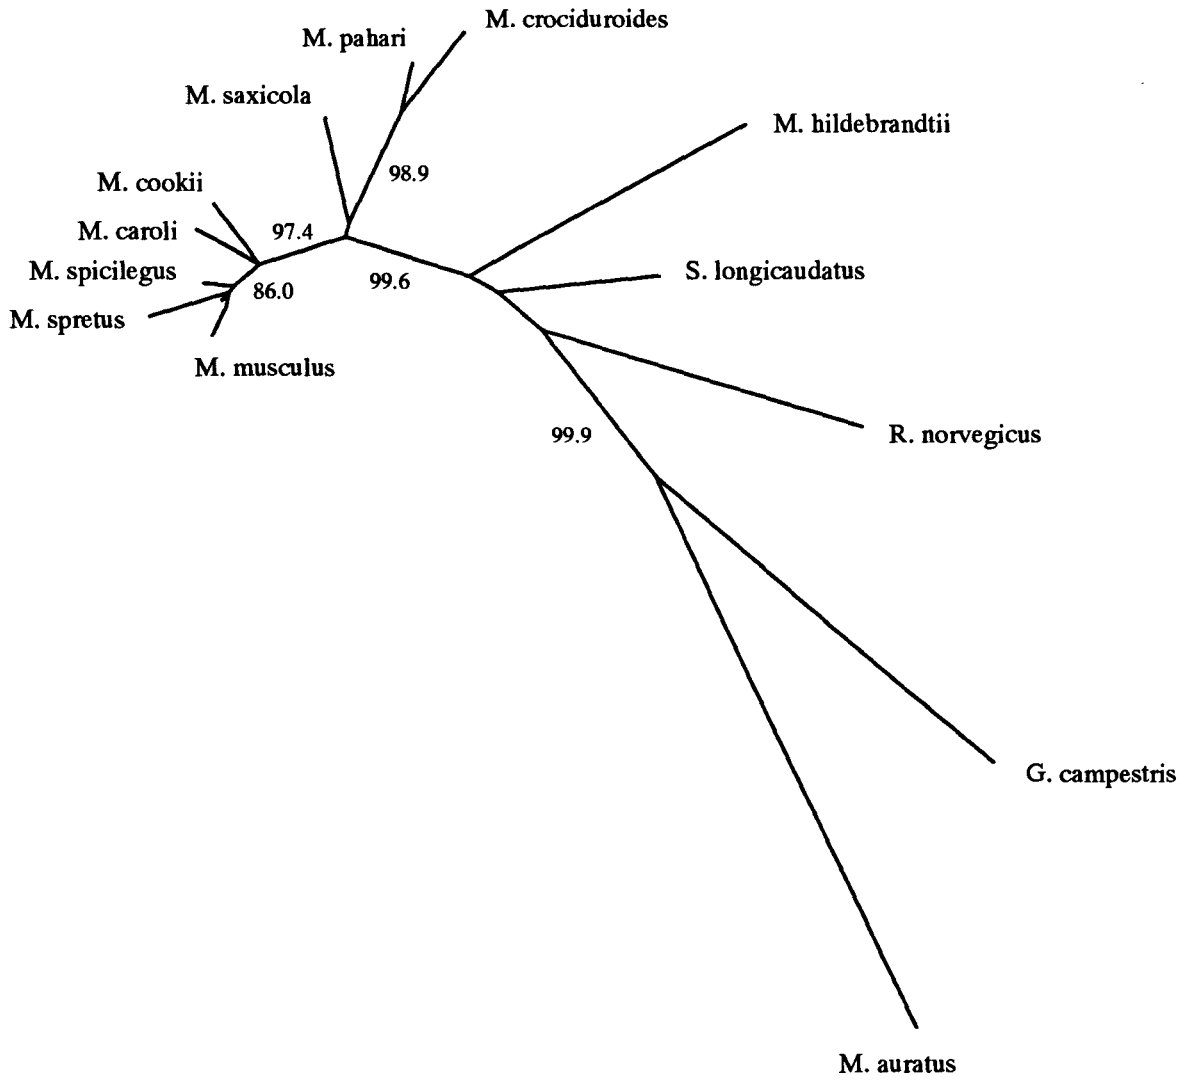 M. crociduroides
M. pahari
M. saxicola
M. hildebrandtii
98.9
M. cookii
M. caroli
97.4
M. spicilegus
S. longicaudatus
99.6
86.0
M. spretus
M. musculus
99.9
R. norvegicus
G. campestris
M. auratus